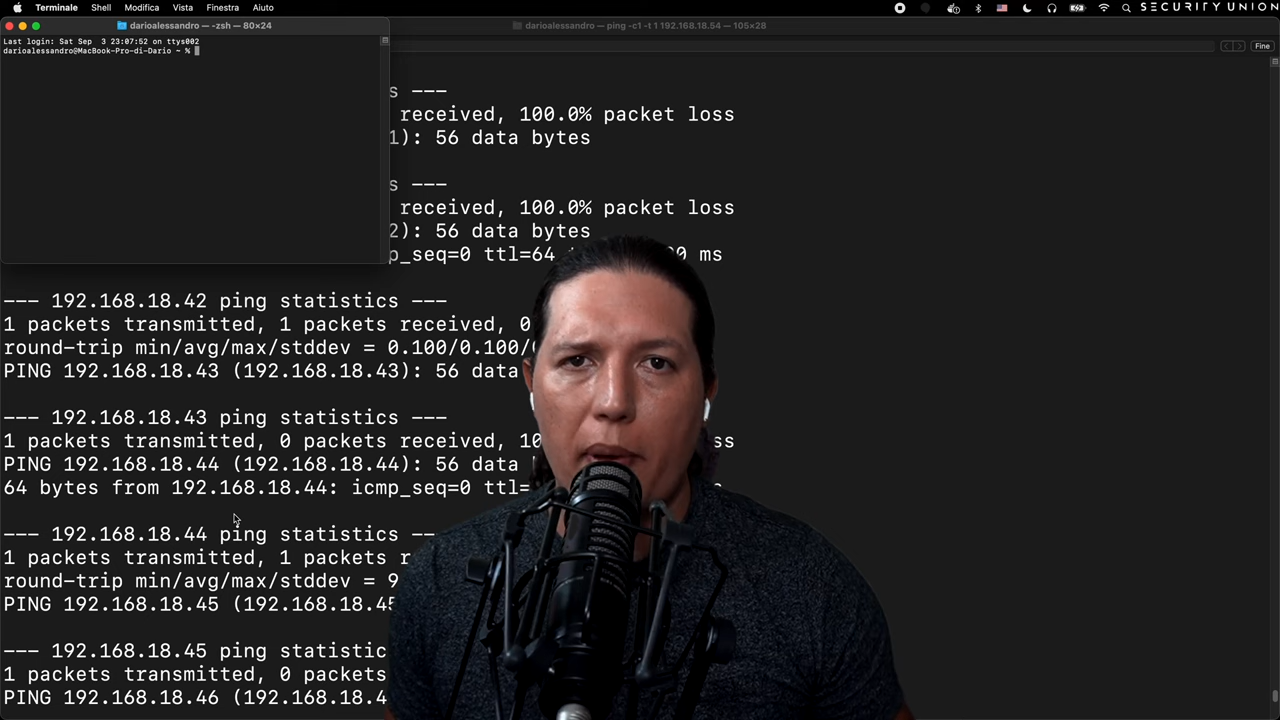 Terminale Shell Modifica Vista Finestra Aiuto
SECURITY UNION
darioalessandro — -zsh — 80×24
darioalessandro — ping -c1 -t 1 192.168.18.54 — 105×28
Last login: Sat Sep 3 23:07:52 on ttys002
darioalessandro@MacBook-Pro-di-Dario ~ %
Fine
s ---
received, 100.0% packet loss
1): 56 data bytes
s ---
received, 100.0% packet loss
2): 56 data bytes
p_seq=0 ttl=64 ms
--- 192.168.18.42 ping statistics ---
1 packets transmitted, 1 packets received, 0
round-trip min/avg/max/stddev = 0.100/0.100/
PING 192.168.18.43 (192.168.18.43): 56 data
--- 192.168.18.43 ping statistics ---
1 packets transmitted, 0 packets received, 10 ss
PING 192.168.18.44 (192.168.18.44): 56 data
64 bytes from 192.168.18.44: icmp_seq=0 ttl=
--- 192.168.18.44 ping statistics --
1 packets transmitted, 1 packets r
round-trip min/avg/max/stddev = 9
PING 192.168.18.45 (192.168.18.45
--- 192.168.18.45 ping statistic
1 packets transmitted, 0 packets
PING 192.168.18.46 (192.168.18.4